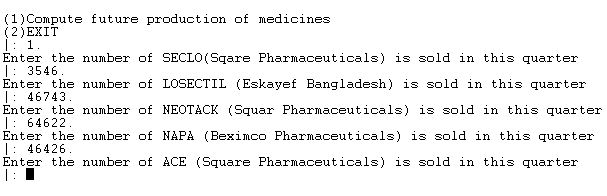 (1)Compute future production of medicines
(2)EXIT
|: 1.
Enter the number of SECLO(Sqare Pharmaceuticals) is sold in this quarter
|: 3546.
Enter the number of LOSECTIL (Eskayef Bangladesh) is sold in this quarter
|: 46743.
Enter the number of NEOTACK (Squar Pharmaceuticals) is sold in this quarter
|: 64622.
Enter the number of NAPA (Beximco Pharmaceuticals) is sold in this quarter
|: 46426.
Enter the number of ACE (Square Pharmaceuticals) is sold in this quarter
|: